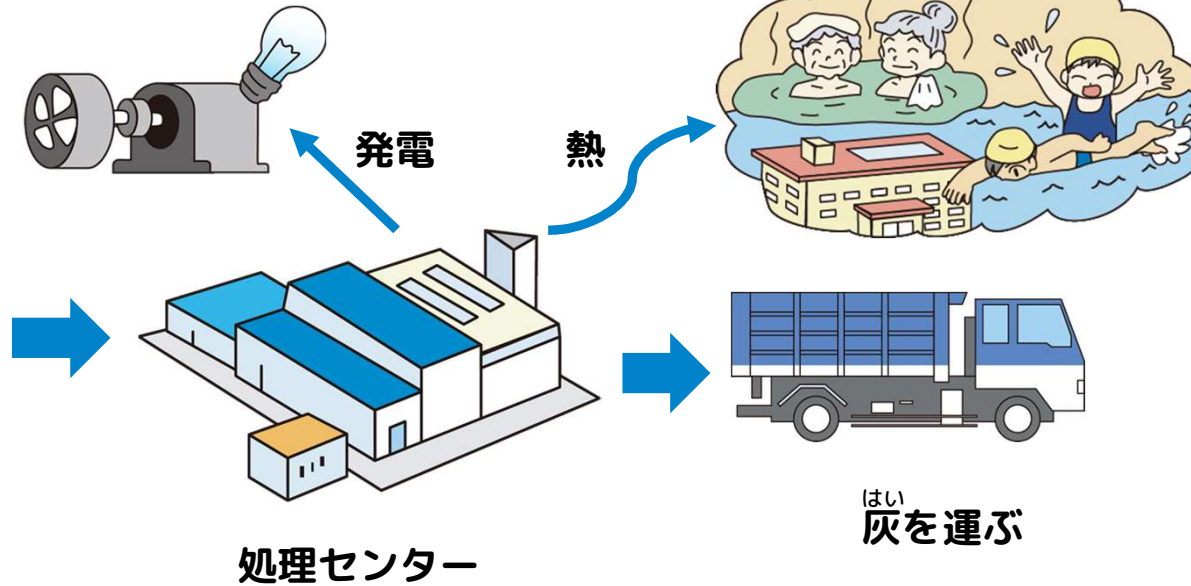 発電
熱
処理センター
はい
灰を運ぶ